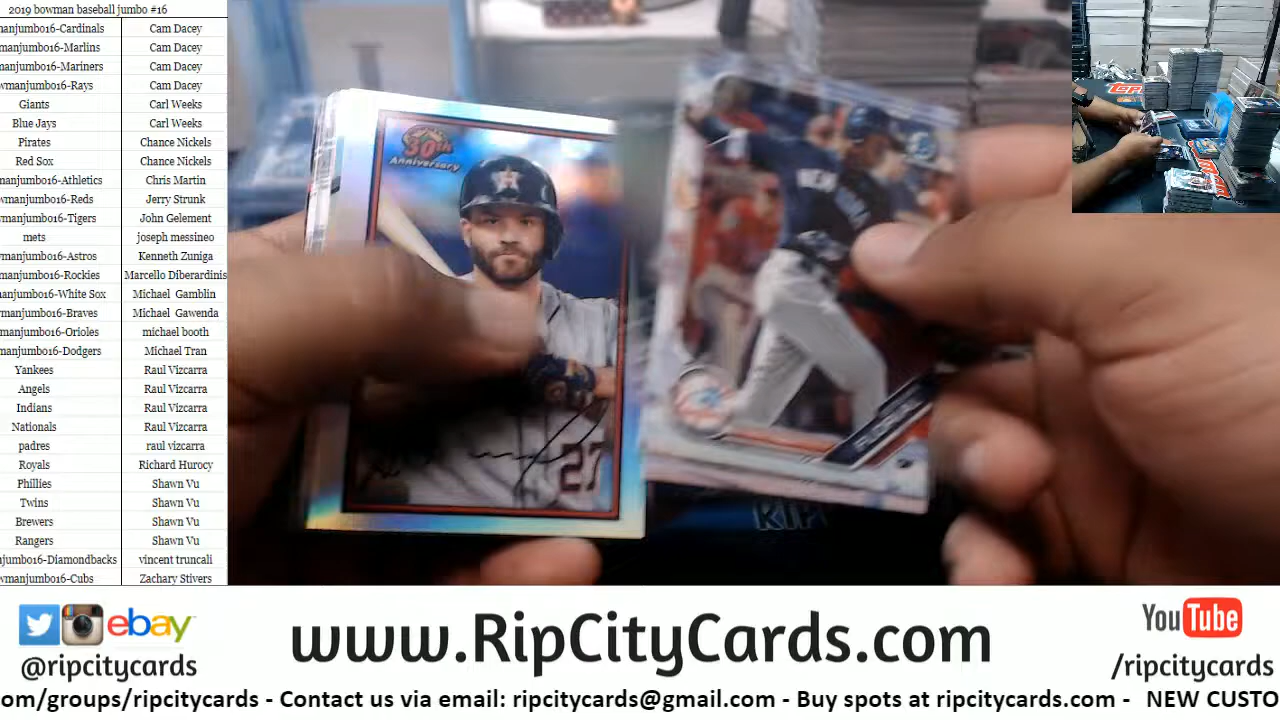 2019 bowman baseball jumbo #16
manjumbo16-Cardinals Cam Dacey
manjumbo16-Marlins Cam Dacey
manjumbo16-Mariners Cam Dacey
wmanjumbo16-Rays Cam Dacey
Giants Carl Weeks
Blue Jays Carl Weeks
Pirates Chance Nickels
Red Sox Chance Nickels
manjumbo16-Athletics Chris Martin
wmanjumbo16-Reds Jerry Strunk
wmanjumbo16-Tigers John Gelement
mets joseph messineo
manjumbo16-Astros Kenneth Zuniga
manjumbo16-Rockies Marcello Diberardinis
manjumbo16-White Sox Michael Gamblin
manjumbo16-Braves Michael Gawenda
manjumbo16-Orioles michael booth
manjumbo16-Dodgers Michael Tran
Yankees Raul Vizcarra
Angels Raul Vizcarra
Indians Raul Vizcarra
Nationals Raul Vizcarra
padres raul vizcarra
Royals Richard Hurocy
Phillies Shawn Vu
Twins Shawn Vu
Brewers Shawn Vu
Rangers Shawn Vu
njumbo16-Diamondbacks vincent truncali
wmanjumbo16-Cubs Zachary Stivers
30th
Anniversary
27
ebay
@ripcitycards
www.RipCityCards.com
YouTube
/ripcitycards
om/groups/ripcitycards - Contact us via email: ripcitycards@gmail.com - Buy spots at ripcitycards.com - NEW CUSTO